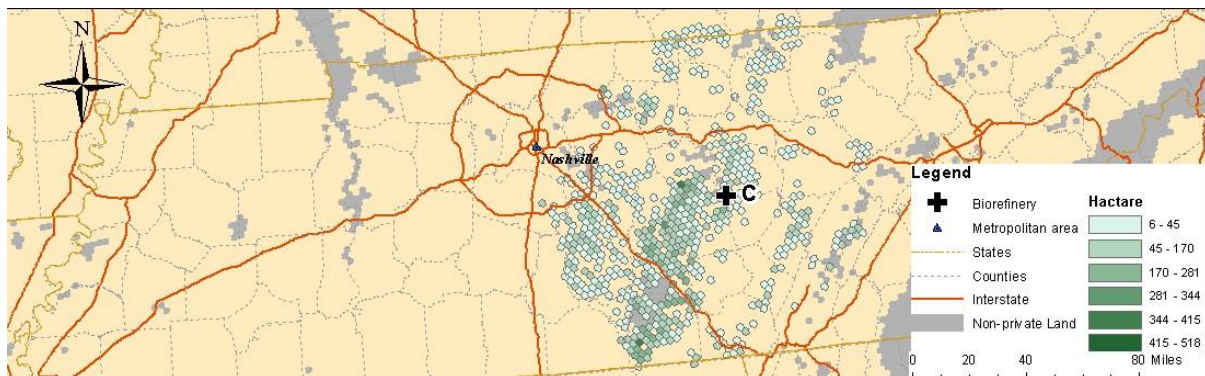 N
Nashville
C
Legend
Biorefinery
Metropolitan area
States
Counties
Interstate
Non-private Land
Hactare
6 - 45
45 - 170
170 - 281
281 - 344
344 - 415
415 - 518
0 20 40 80
Miles